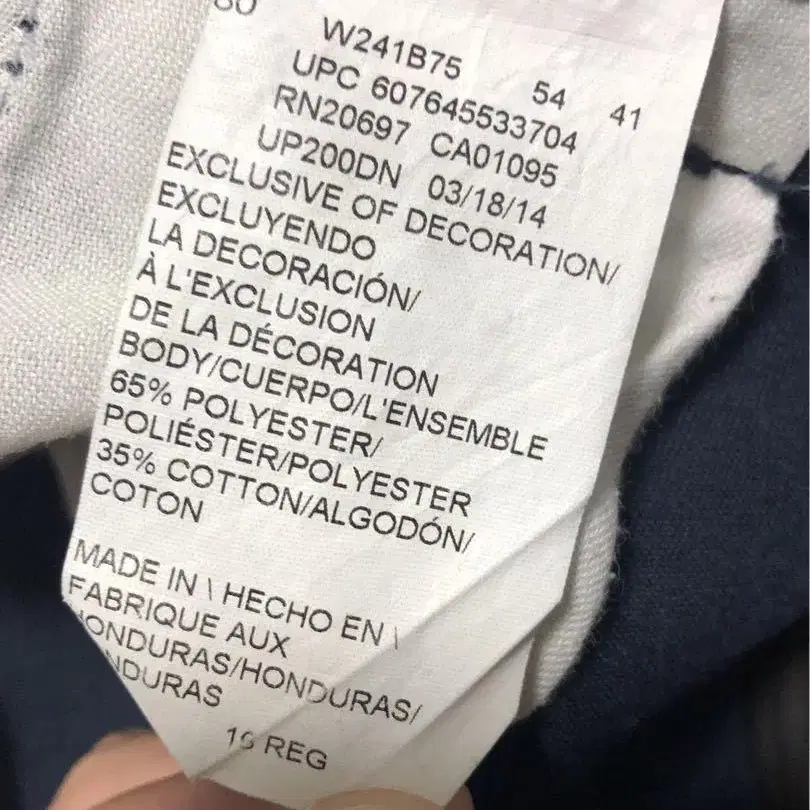 W241B75 54 41
UPC 607645533704
RN20697 CA01095
UP200DN 03/18/14
EXCLUSIVE OF DECORATION/
EXCLUYENDO
LA DECORACIÓN/
À L'EXCLUSION
DE LA DÉCORATION
BODY/CUERPO/L'ENSEMBLE
65% POLYESTER/
POLIÉSTER/POLYESTER
35% COTTON/ALGODÓN/
COTON
MADE IN \ HECHO EN \
FABRIQUE AUX
HONDURAS/HONDURAS/
HONDURAS
REG